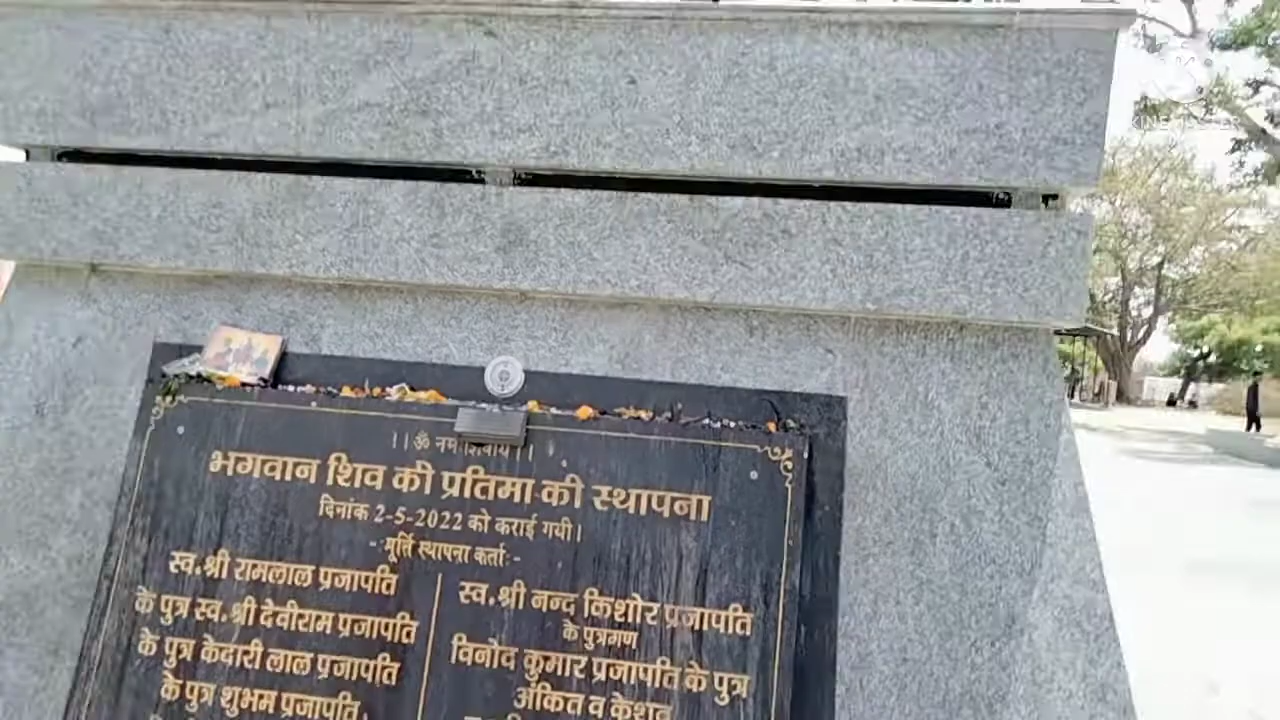 ।।ॐ नमः शिवाय।।
भगवान शिव की प्रतिमा की स्थापना
दिनांक 2-5-2022 को कराई गयी।
-:मूर्ति स्थापना कर्ता:-
स्व.श्री रामलाल प्रजापति
के पुत्र स्व.श्री देवीराम प्रजापति
के पुत्र केदारी लाल प्रजापति
के पुत्र शुभम प्रजापति
स्व.श्री नन्द किशोर प्रजापति
के पुत्रगण
विनोद कुमार प्रजापति के पुत्र
अंकित व केशव